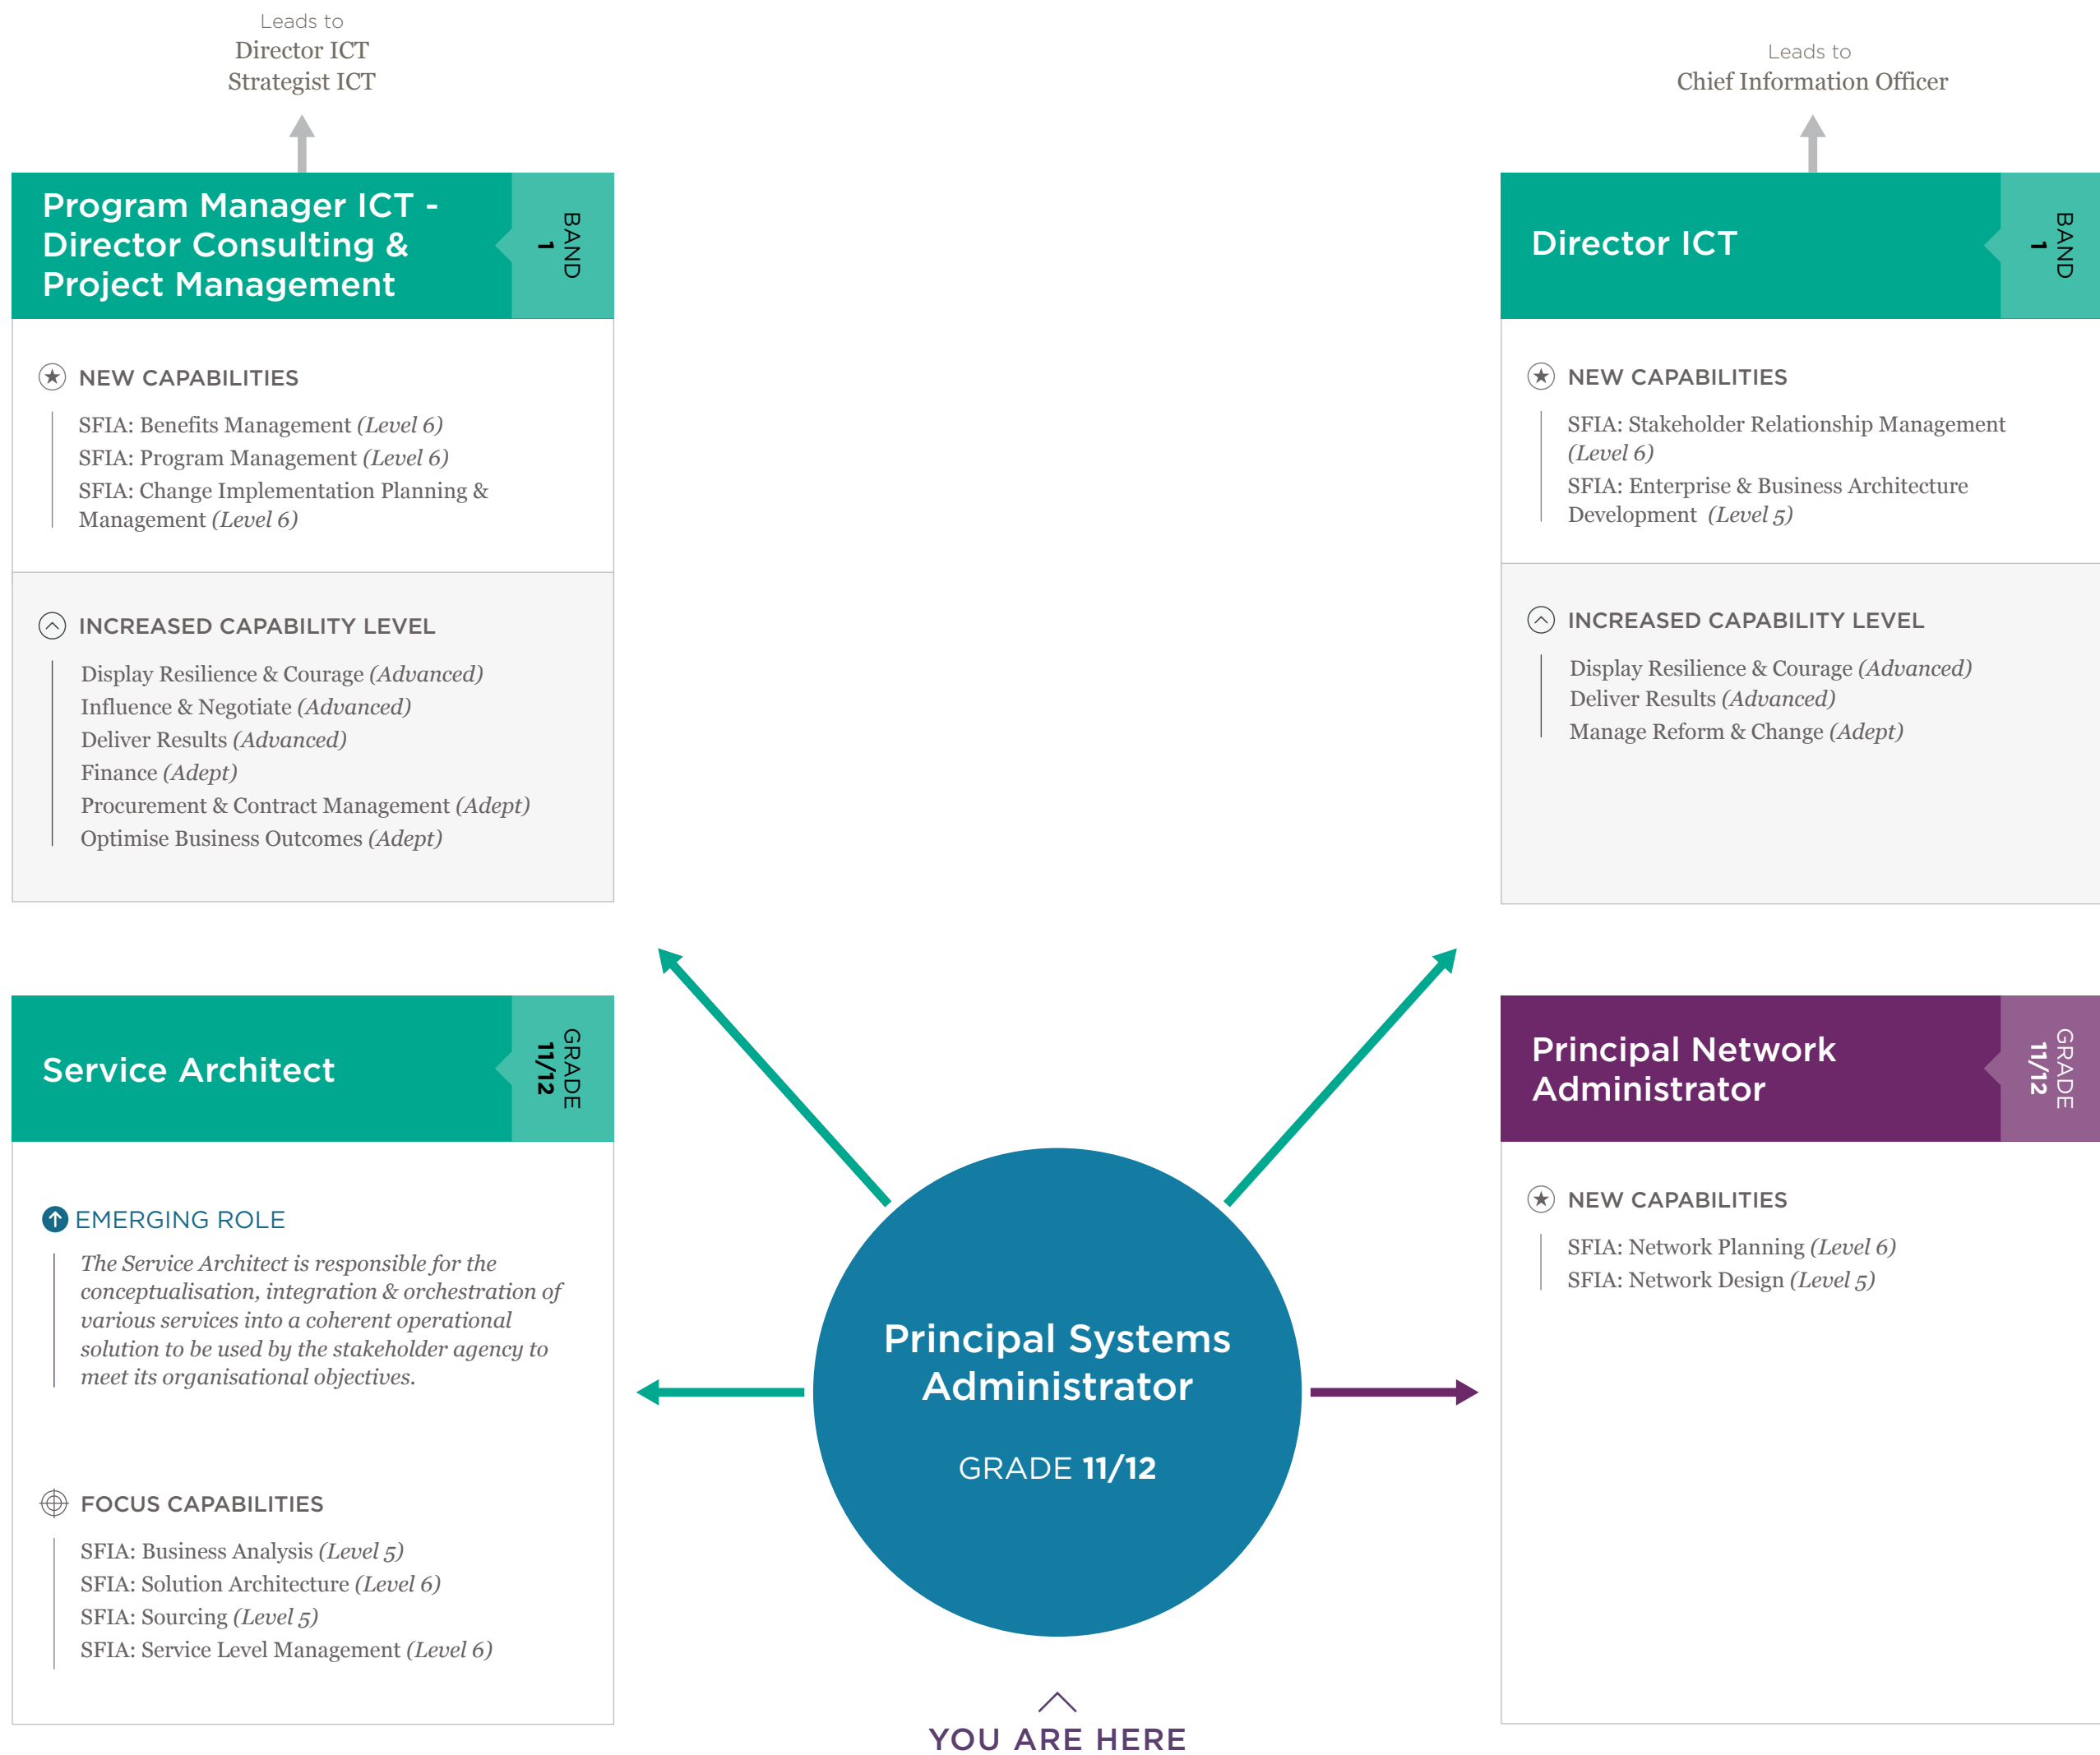 Leads to
Director ICT
Strategist ICT
Program Manager ICT -
Director Consulting &
Project Management
BAND
1
NEW CAPABILITIES
SFIA: Benefits Management (Level 6)
SFIA: Program Management (Level 6)
SFIA: Change Implementation Planning &
Management (Level 6)
INCREASED CAPABILITY LEVEL
Display Resilience & Courage (Advanced)
Influence & Negotiate (Advanced)
Deliver Results (Advanced)
Finance (Adept)
Procurement & Contract Management (Adept)
Optimise Business Outcomes (Adept)
Leads to
Chief Information Officer
Director ICT
BAND
1
NEW CAPABILITIES
SFIA: Stakeholder Relationship Management
(Level 6)
SFIA: Enterprise & Business Architecture
Development (Level 5)
INCREASED CAPABILITY LEVEL
Display Resilience & Courage (Advanced)
Deliver Results (Advanced)
Manage Reform & Change (Adept)
Service Architect
GRADE
11/12
EMERGING ROLE
The Service Architect is responsible for the
conceptualisation, integration & orchestration of
various services into a coherent operational
solution to be used by the stakeholder agency to
meet its organisational objectives.
FOCUS CAPABILITIES
SFIA: Business Analysis (Level 5)
SFIA: Solution Architecture (Level 6)
SFIA: Sourcing (Level 5)
SFIA: Service Level Management (Level 6)
Principal Systems
Administrator
GRADE 11/12
YOU ARE HERE
Principal Network
Administrator
GRADE
11/12
NEW CAPABILITIES
SFIA: Network Planning (Level 6)
SFIA: Network Design (Level 5)